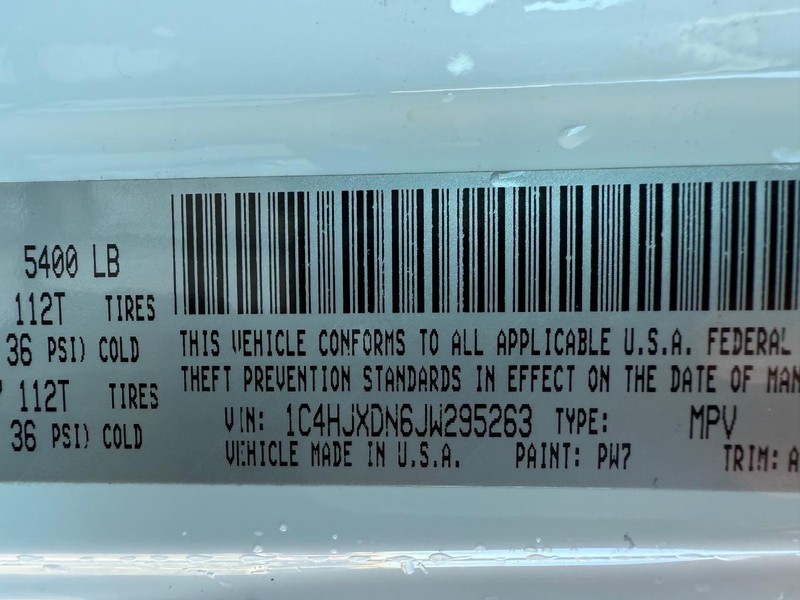 5400 LB
112T TIRES
36 PSI) COLD
112T TIRES
36 PSI) COLD
THIS VEHICLE CONFORMS TO ALL APPLICABLE U.S.A. FEDERAL
THEFT PREVENTION STANDARDS IN EFFECT ON THE DATE OF MAN
VIN: 1C4HJXDN6JW295263 TYPE: MPV
VEHICLE MADE IN U.S.A. PAINT: PW7 TRIM: A